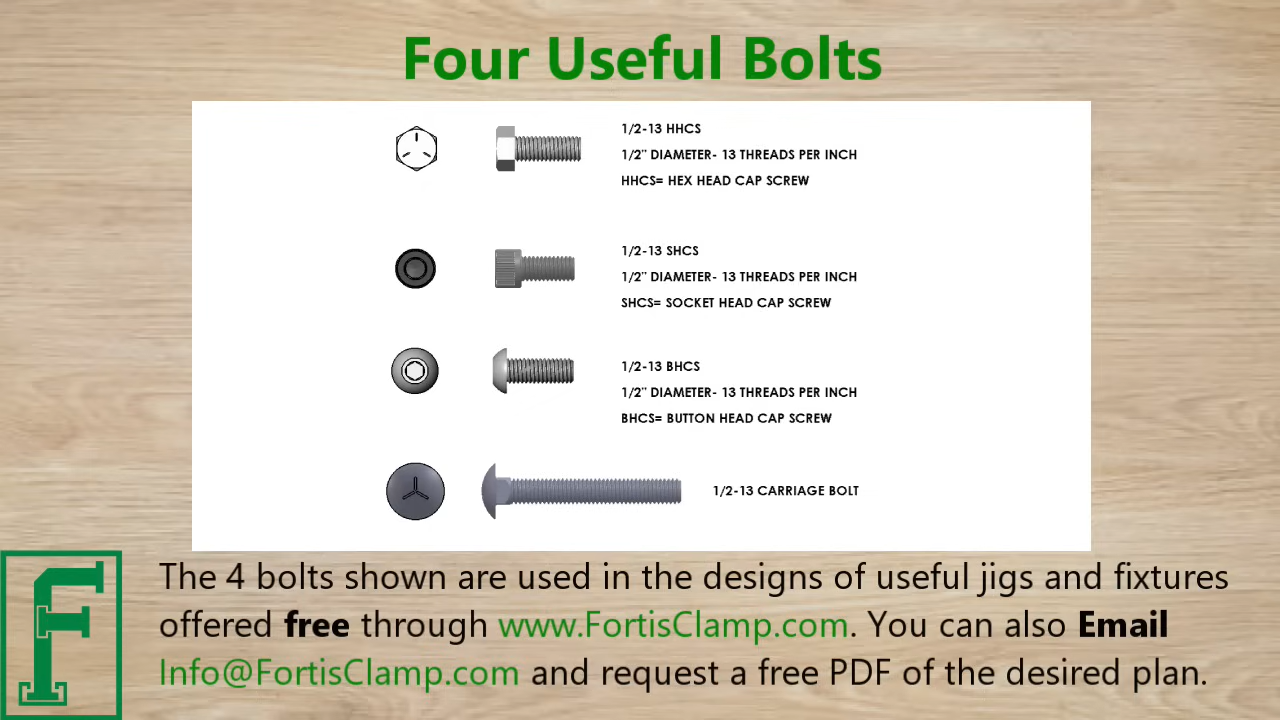 Four Useful Bolts
1/2-13 HHCS
1/2" DIAMETER- 13 THREADS PER INCH
HHCS= HEX HEAD CAP SCREW
1/2-13 SHCS
1/2" DIAMETER- 13 THREADS PER INCH
SHCS= SOCKET HEAD CAP SCREW
1/2-13 BHCS
1/2" DIAMETER- 13 THREADS PER INCH
BHCS= BUTTON HEAD CAP SCREW
1/2-13 CARRIAGE BOLT
The 4 bolts shown are used in the designs of useful jigs and fixtures
offered free through www.FortisClamp.com. You can also Email
Info@FortisClamp.com and request a free PDF of the desired plan.
F